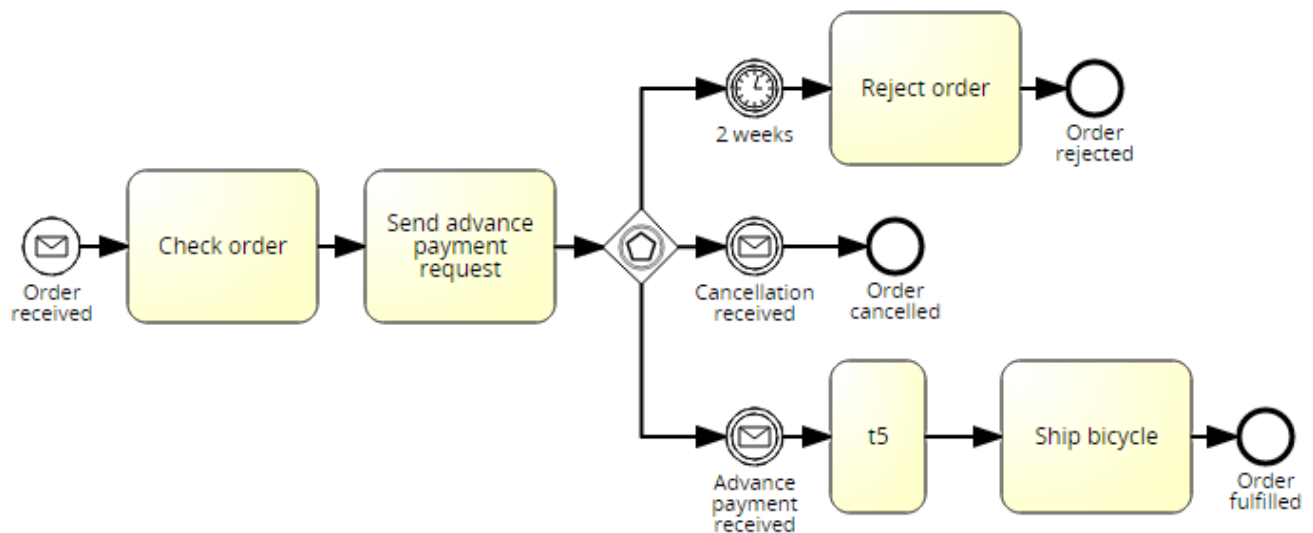 Reject order
2 weeks
Order
rejected
Check order
Send advance
payment
request
Order
received
Cancellation
received
Order
cancelled
t5
Ship bicycle
Advance
payment
received
Order
fulfilled